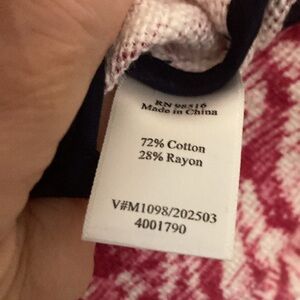 RN 98516
Made in China
72% Cotton
28% Rayon
V#M1098/202503
4001790